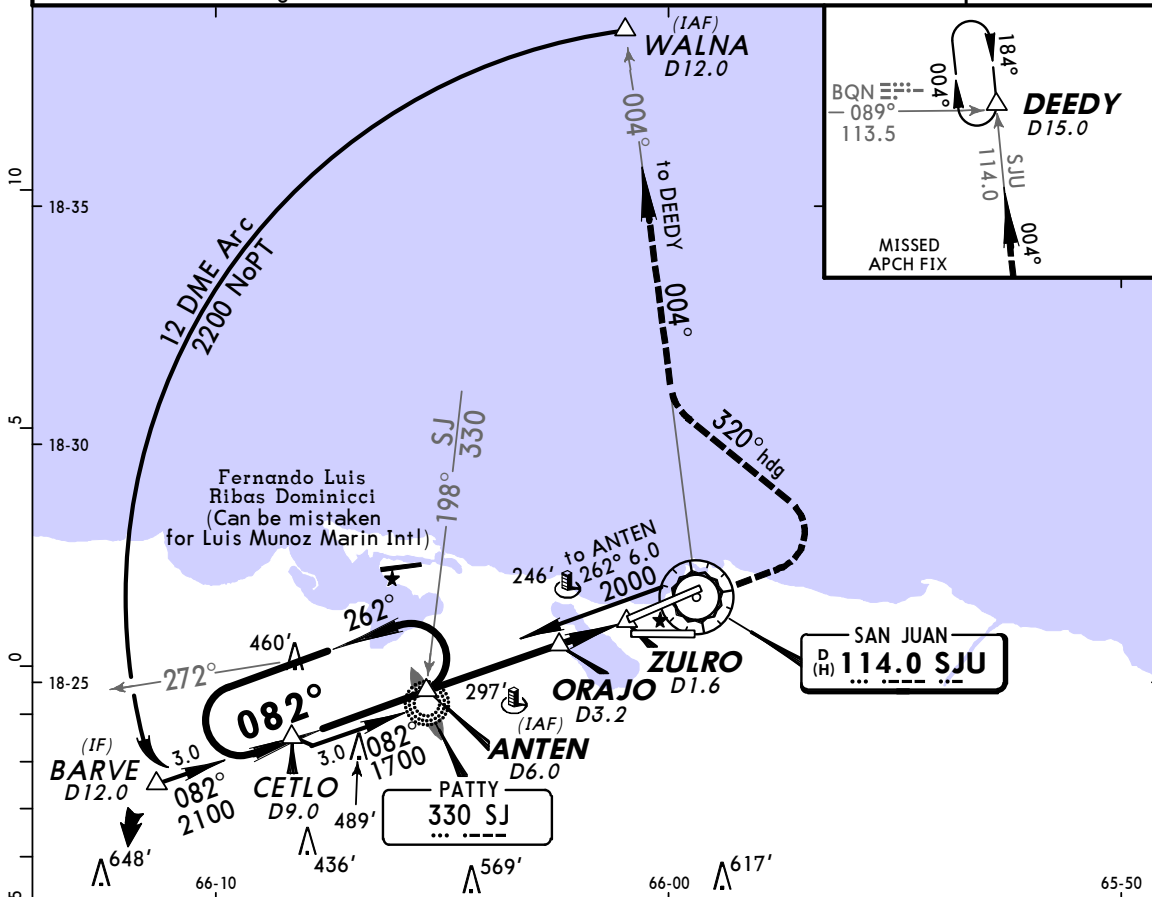 (IAF)
WALNA
D12.0
004°
to DEEDY
004°
12 DME Arc
2200 NoPT
184°
004°
BQN
089°
113.5
DEEDY
D15.0
SJU
114.0
004°
MISSED
APCH FIX
10
18-35
5
18-30
0
18-25
SJ
330
198°
320° hdg
Fernando Luis
Ribas Dominicci
(Can be mistaken
for Luis Munoz Marin Intl)
246'
to ANTEN
262° 6.0
2000
262°
460'
272°
082°
ZULRO
D1.6
ORAJO
D3.2
297'
(IAF)
ANTEN
D6.0
SAN JUAN
D
(H)
114.0 SJU
(IF)
BARVE
D12.0
3.0
082°
2100
CETLO
D9.0
3.0
082°
1700
489'
PATTY
330 SJ
648'
436'
569'
617'
5
66-10
66-00
65-50